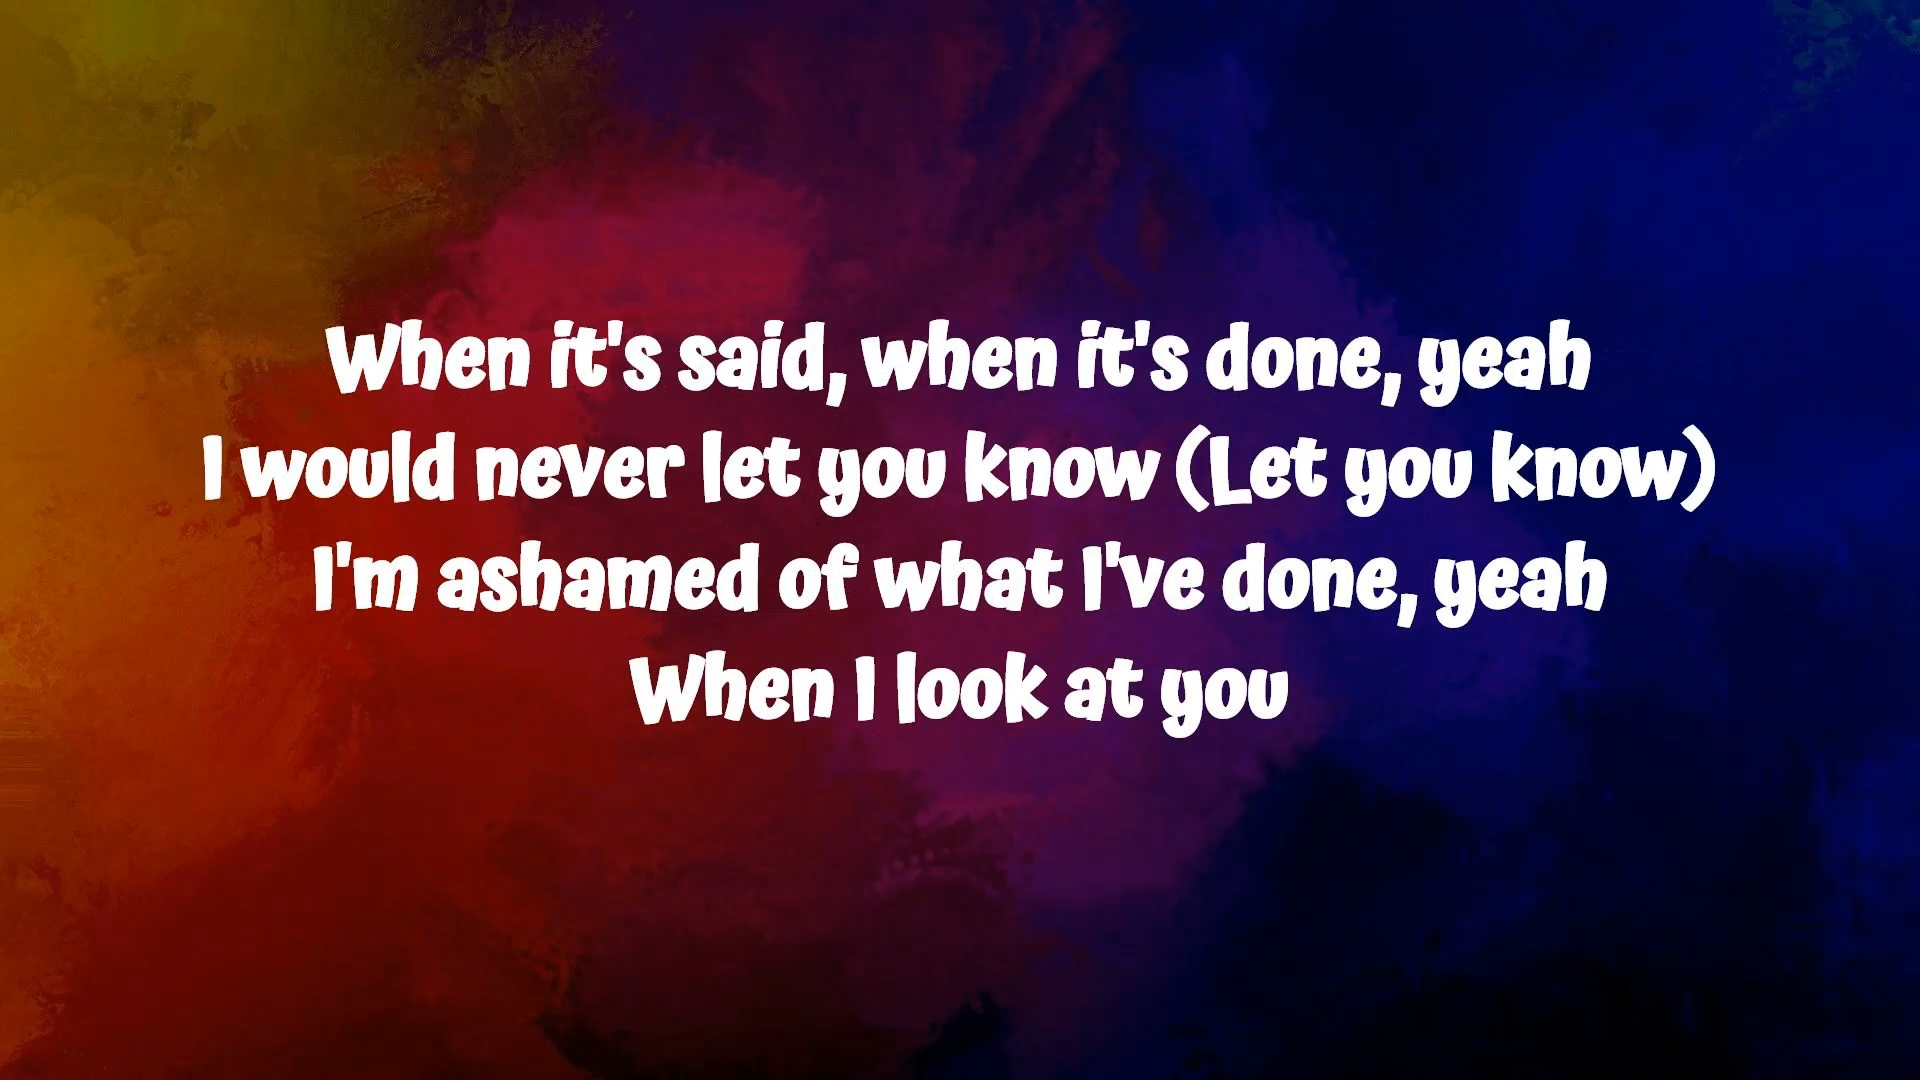 When it's said, when it's done, yeah
I would never let you know (Let you know)
I'm ashamed of what I've done, yeah
When I look at you